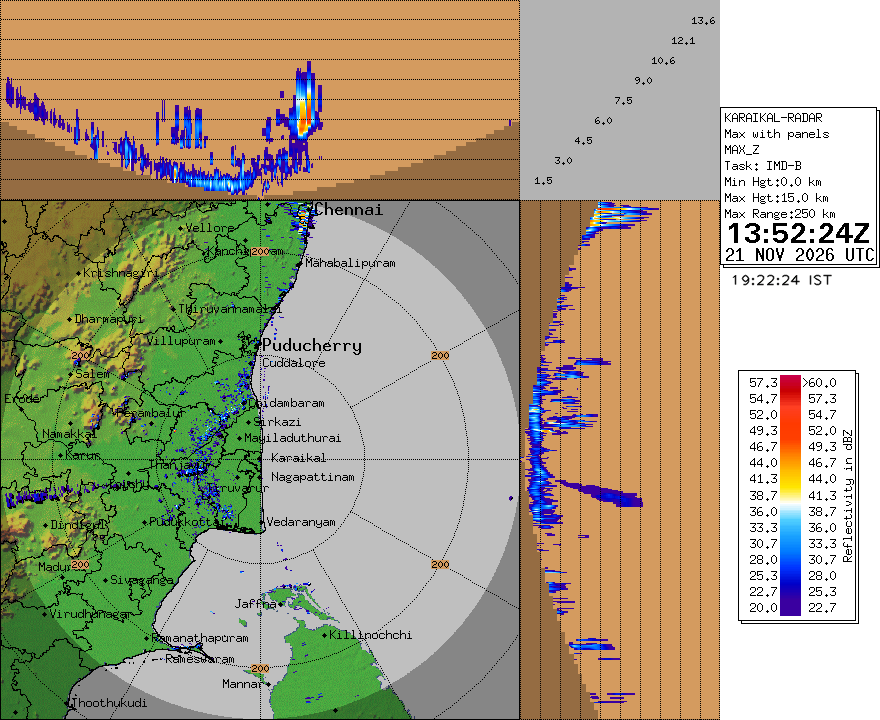 13.6
12.1
10.6
9.0
7.5
6.0
4.5
3.0
1.5
KARAIKAL-RADAR
Max with panels
MAX_Z
Task: IMD-B
Min Hgt:0.0 km
Max Hgt:15.0 km
Max Range:250 km
13:52:24Z
21 NOV 2026 UTC
19:22:24 IST
Chennai
Vellore
200
Mahabalipuram
Krishnagiri
Thiruvannamalai
Dharmapuri
Villupuram
Puducherry
200
200
Cuddalore
Salem
Erode
Chidambaram
Perambalur
Sirkazi
Namakkal
Mayiladuthurai
Karur
Karaikal
Nagapattinam
Pudukkottai
Vedaranyam
Dindigul
200
200
Sivaganga
Jaffna
Virudhunagar
Ramanathapuram
Killinochchi
Rameswaram
200
Mannar
Thoothukudi
57.3 >60.0
54.7 57.3
52.0 54.7
49.3 52.0
46.7 49.3
44.0 46.7
41.3 44.0
38.7 41.3
36.0 38.7
33.3 36.0
30.7 33.3
28.0 30.7
25.3 28.0
22.7 25.3
20.0 22.7
Reflectivity in dBZ